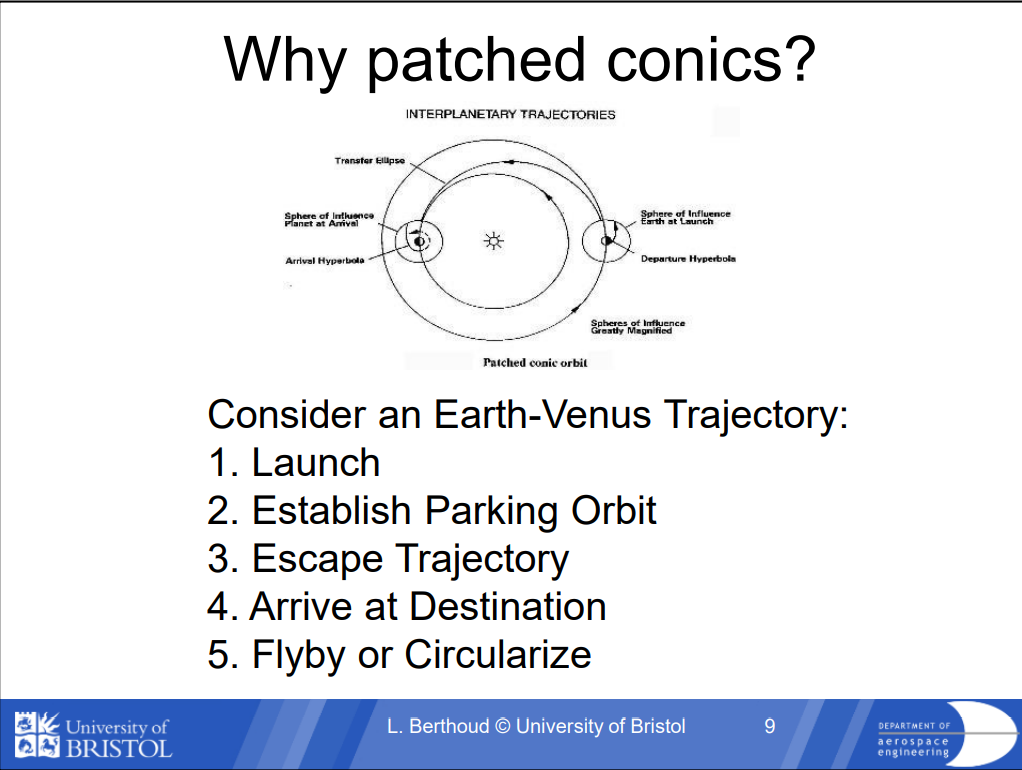 Why patched conics?
INTERPLANETARY TRAJECTORIES
Transfer Ellipse
Sphere of Influence
Planet at Arrival
Sphere of Influence
Earth at Launch
Arrival Hyperbola
Departure Hyperbola
Spheres of Influence
Greatly Magnified
Patched conic orbit
Consider an Earth-Venus Trajectory:
1. Launch
2. Establish Parking Orbit
3. Escape Trajectory
4. Arrive at Destination
5. Flyby or Circularize
University of
BRISTOL
L. Berthoud © University of Bristol
9
DEPARTMENT OF
aerospace
engineering